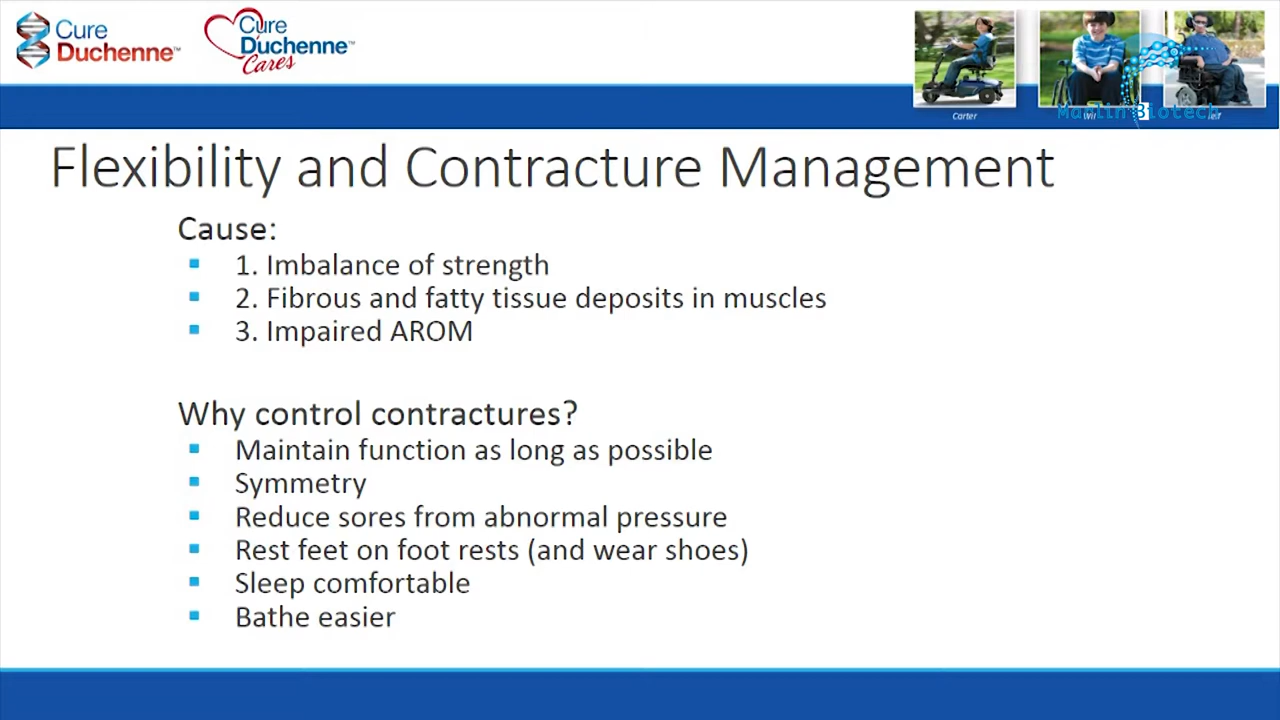 Cure
Duchenne™
Cure
Duchenne™
Cares
Carter
Biotech
Flexibility and Contracture Management
Cause:
▪ 1. Imbalance of strength
▪ 2. Fibrous and fatty tissue deposits in muscles
▪ 3. Impaired AROM
Why control contractures?
▪ Maintain function as long as possible
▪ Symmetry
▪ Reduce sores from abnormal pressure
▪ Rest feet on foot rests (and wear shoes)
▪ Sleep comfortable
▪ Bathe easier